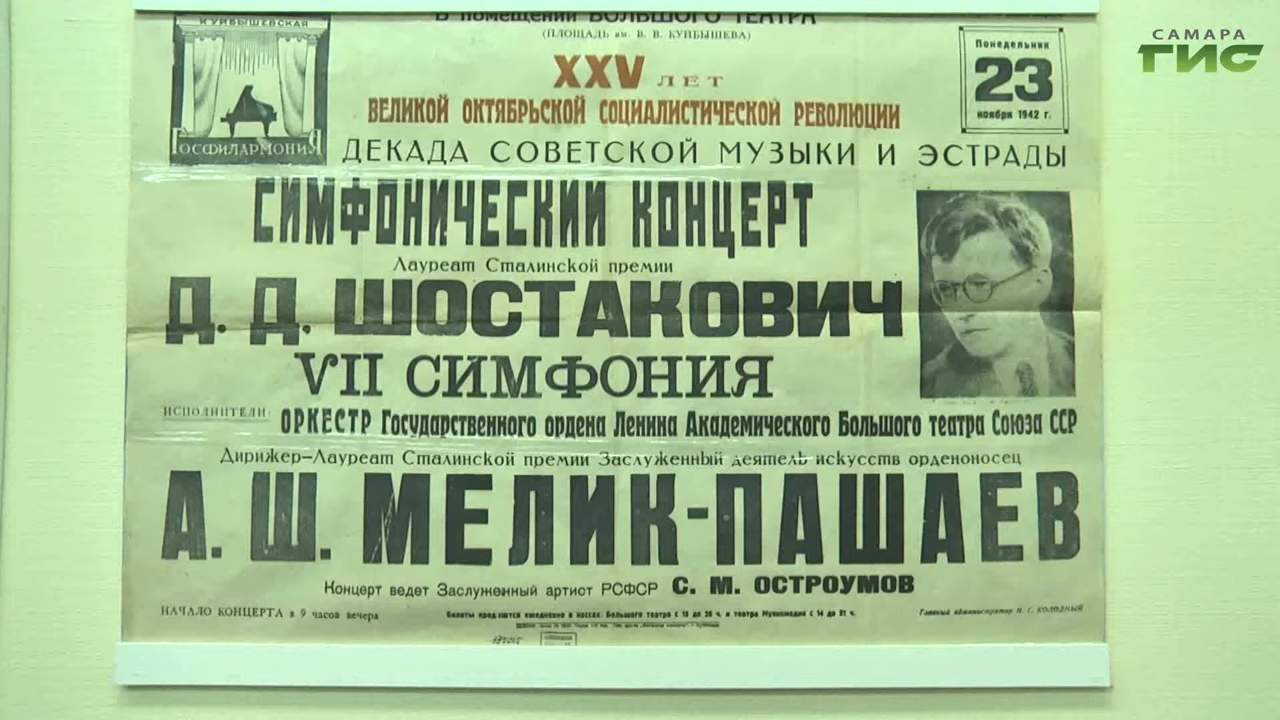 САМАРА
ГИС
КУЙБЫШЕВСКАЯ
ГОСФИЛАРМОНИЯ
В помещении БОЛЬШОГО ТЕАТРА
(ПЛОЩАДЬ им. В. В. КУЙБЫШЕВА)
XXV ЛЕТ
ВЕЛИКОЙ ОКТЯБРЬСКОЙ СОЦИАЛИСТИЧЕСКОЙ РЕВОЛЮЦИИ
Понедельник
23
ноября 1942 г.
ДЕКАДА СОВЕТСКОЙ МУЗЫКИ И ЭСТРАДЫ
СИМФОНИЧЕСКИЙ КОНЦЕРТ
Лауреат Сталинской премии
Д. Д. ШОСТАКОВИЧ
VII СИМФОНИЯ
ИСПОЛНИТЕЛИ: ОРКЕСТР Государственного ордена Ленина Академического Большого театра Союза ССР
Дирижер–Лауреат Сталинской премии Заслуженный деятель искусств орденоносец
А. Ш. МЕЛИК-ПАШАЕВ
Концерт ведет Заслуженный артист РСФСР С. М. ОСТРОУМОВ
НАЧАЛО КОНЦЕРТА в 9 часов вечера
Билеты продаются ежедневно в кассах: Большого театра с 16 до 20 ч. и театра Музкомедии с 14 до 21 ч.
Главный администратор П. Г. КОЛОДНЫЙ